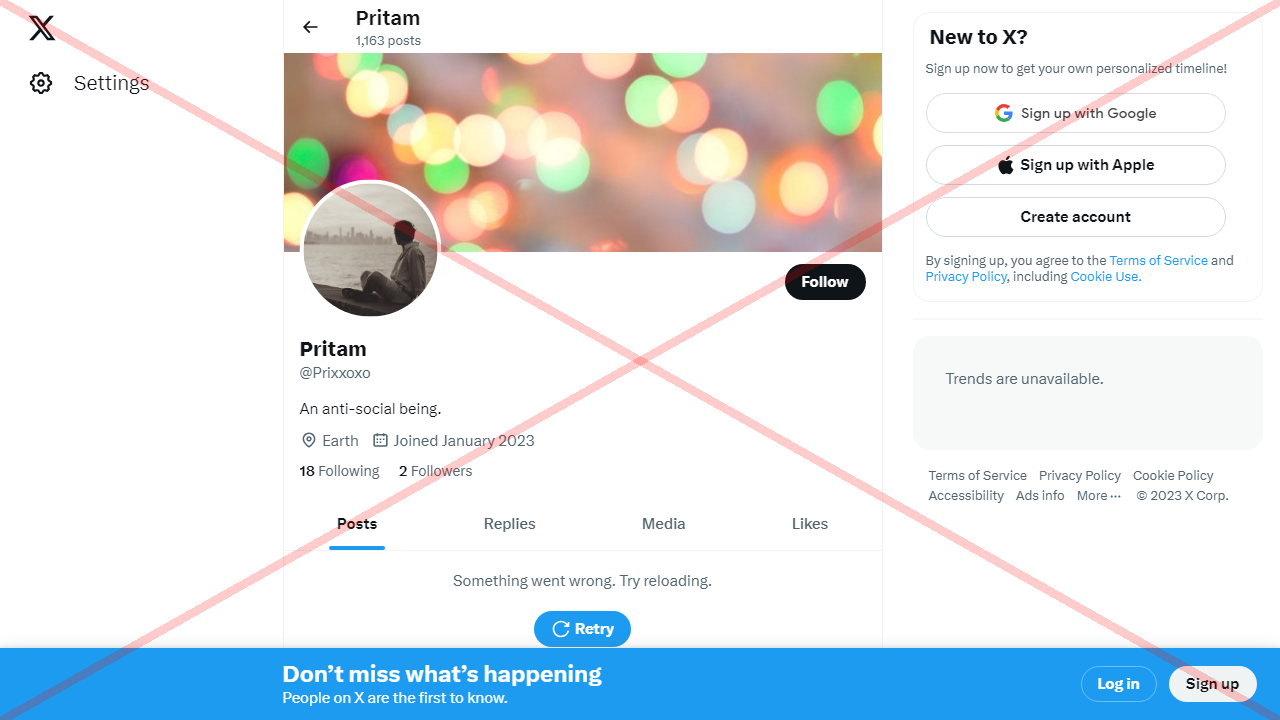 Settings
Pritam
1,163 posts
Follow
Pritam
@Prixxoxo
An anti-social being.
Earth Joined January 2023
18 Following 2 Followers
Posts Replies Media Likes
Something went wrong. Try reloading.
Retry
New to X?
Sign up now to get your own personalized timeline!
Sign up with Google
Sign up with Apple
Create account
By signing up, you agree to the Terms of Service and
Privacy Policy, including Cookie Use.
Trends are unavailable.
Terms of Service Privacy Policy Cookie Policy
Accessibility Ads info More ··· © 2023 X Corp.
Don’t miss what’s happening
People on X are the first to know.
Log in Sign up